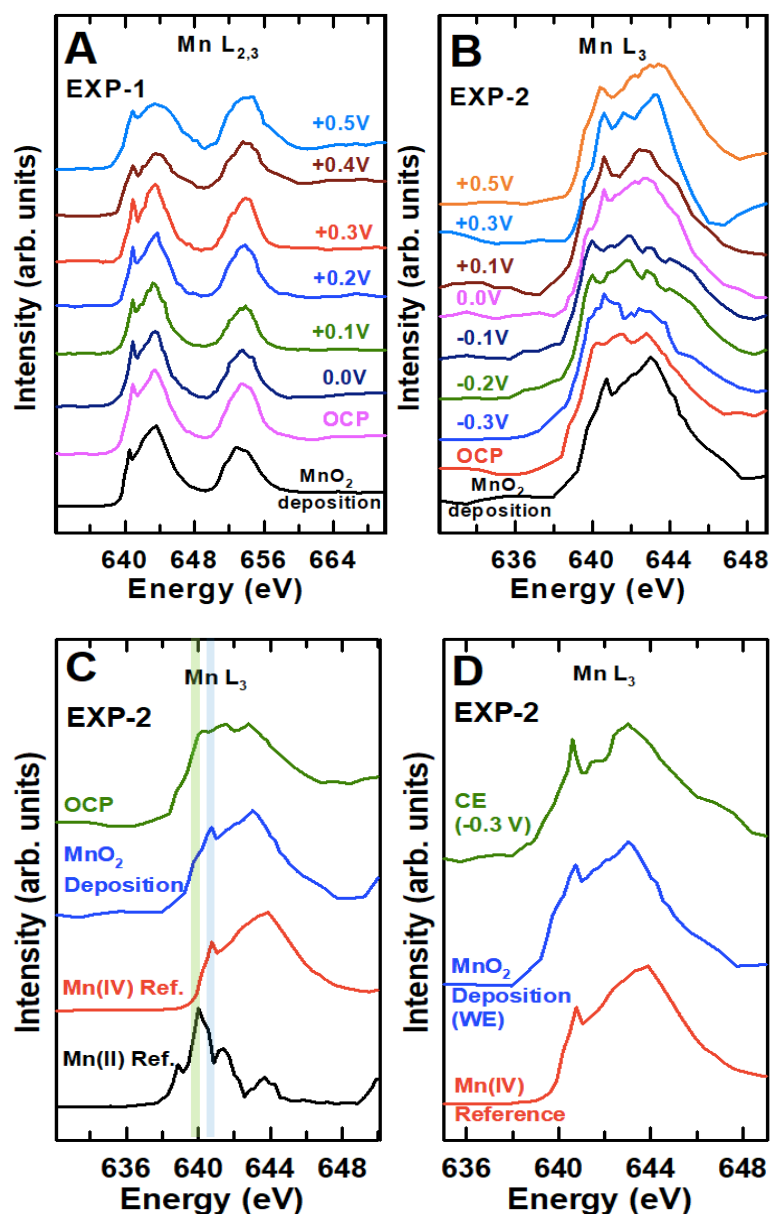 A
Mn L2,3
EXP-1
+0.5V
+0.4V
+0.3V
+0.2V
+0.1V
0.0V
OCP
MnO2
deposition
Intensity (arb. units)
640 648 656 664
Energy (eV)
B
Mn L3
EXP-2
+0.5V
+0.3V
+0.1V
0.0V
-0.1V
-0.2V
-0.3V
OCP
MnO2
deposition
Intensity (arb. units)
636 640 644 648
Energy (eV)
C
Mn L3
EXP-2
OCP
MnO2
Deposition
Mn(IV) Ref.
Mn(II) Ref.
Intensity (arb. units)
636 640 644 648
Energy (eV)
D
Mn L3
EXP-2
CE
(-0.3 V)
MnO2
Deposition
(WE)
Mn(IV)
Reference
Intensity (arb. units)
636 640 644 648
Energy (eV)